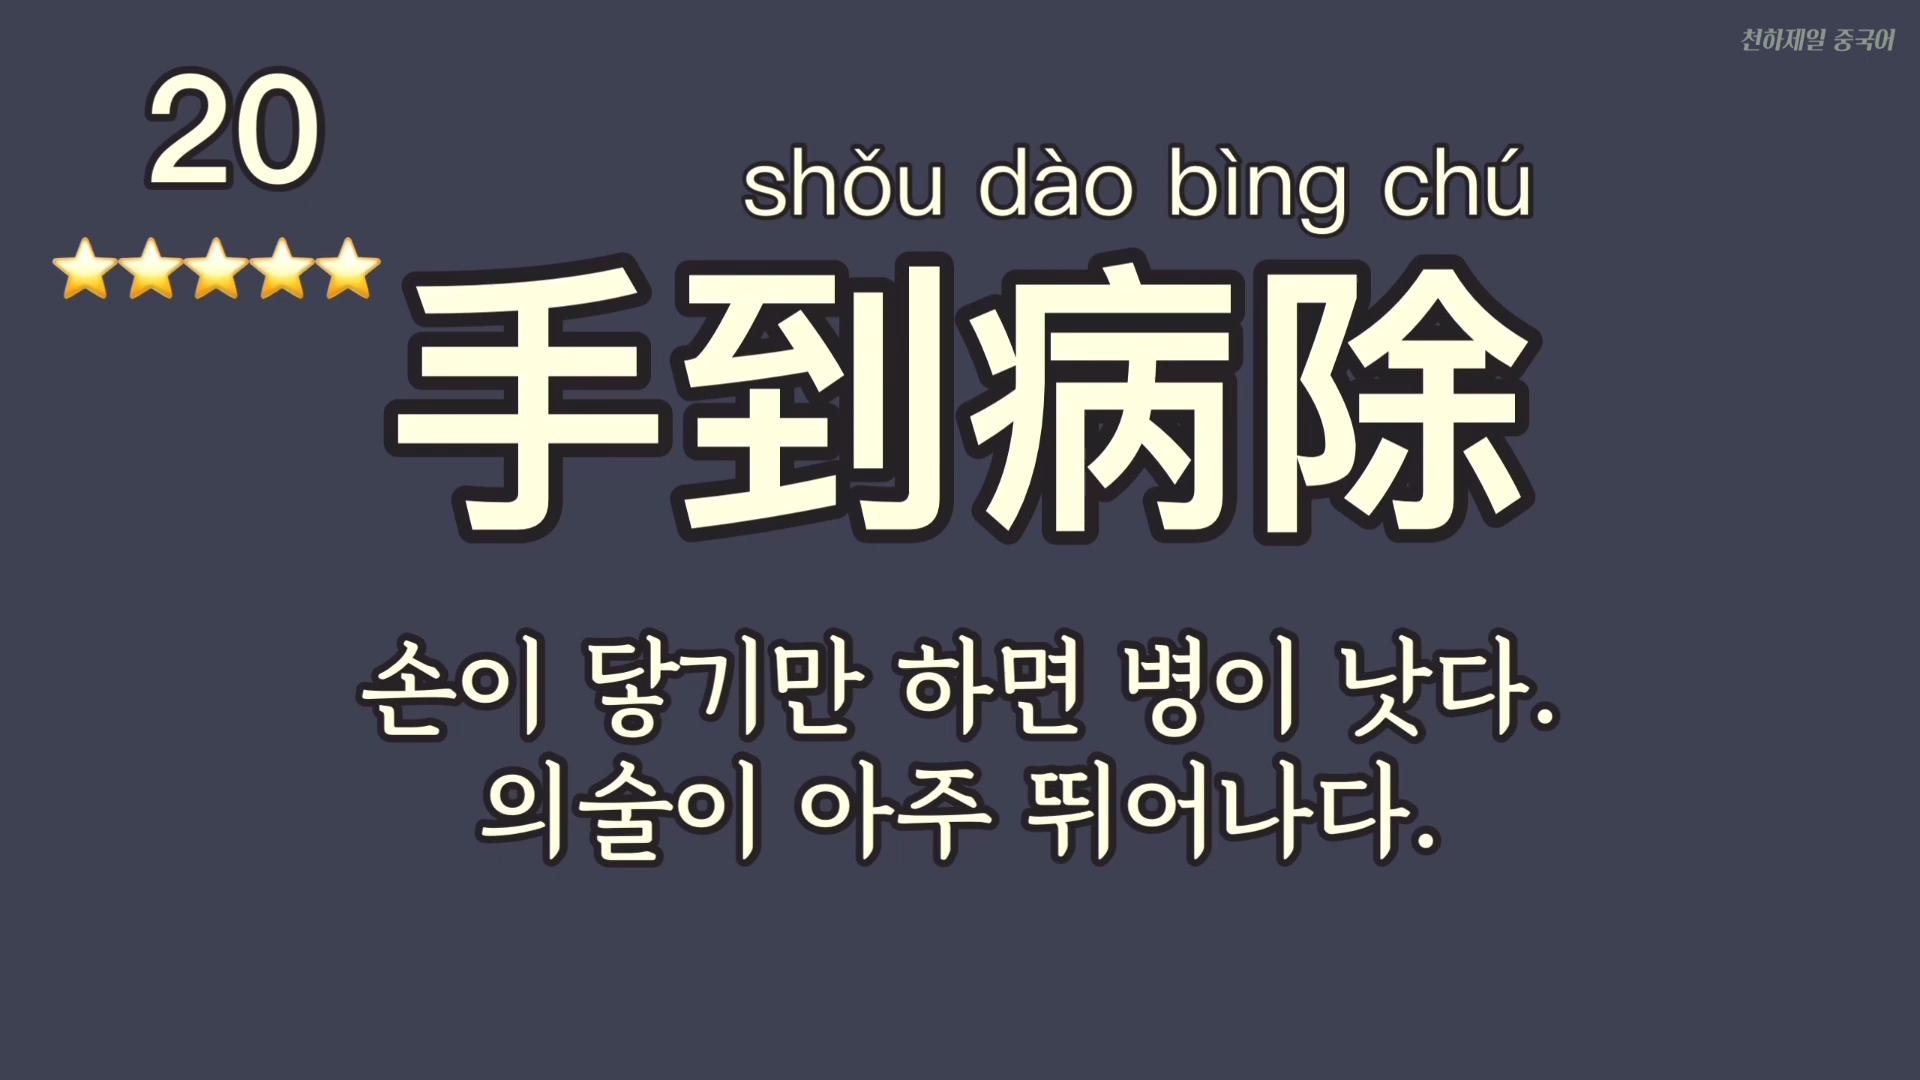 천하제일 중국어
20
shǒu dào bìng chú
⭐⭐⭐⭐⭐
手到病除
손이 닿기만 하면 병이 낫다.
의술이 아주 뛰어나다.